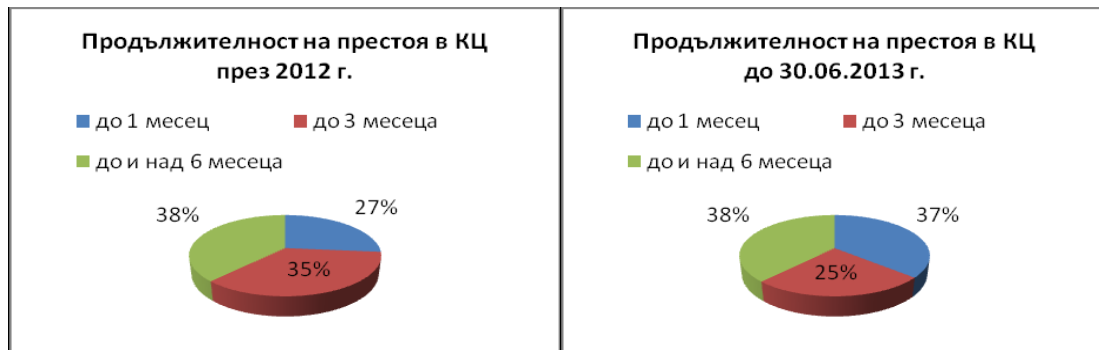 Продължителност на престоя в КЦ
през 2012 г.
до 1 месец
до 3 месеца
до и над 6 месеца
38%
27%
35%
Продължителност на престоя в КЦ
до 30.06.2013 г.
до 1 месец
до 3 месеца
до и над 6 месеца
38%
37%
25%